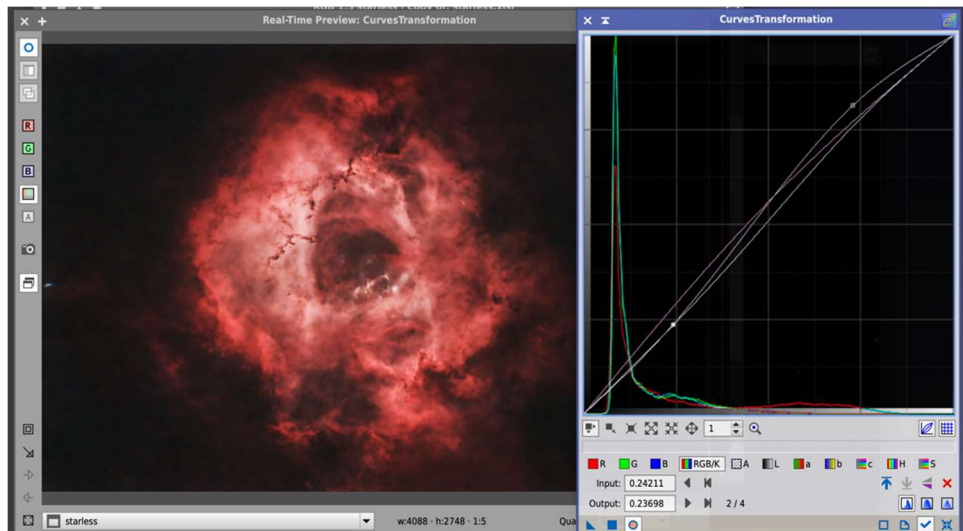 Real-Time Preview: CurvesTransformation
CurvesTransformation
R
G
B
A
1
R G B RGB/K A L a b c H S
Input: 0.24211
Output: 0.23698 2 / 4
starless
w:4088 · h:2748 · 1:5
Qua